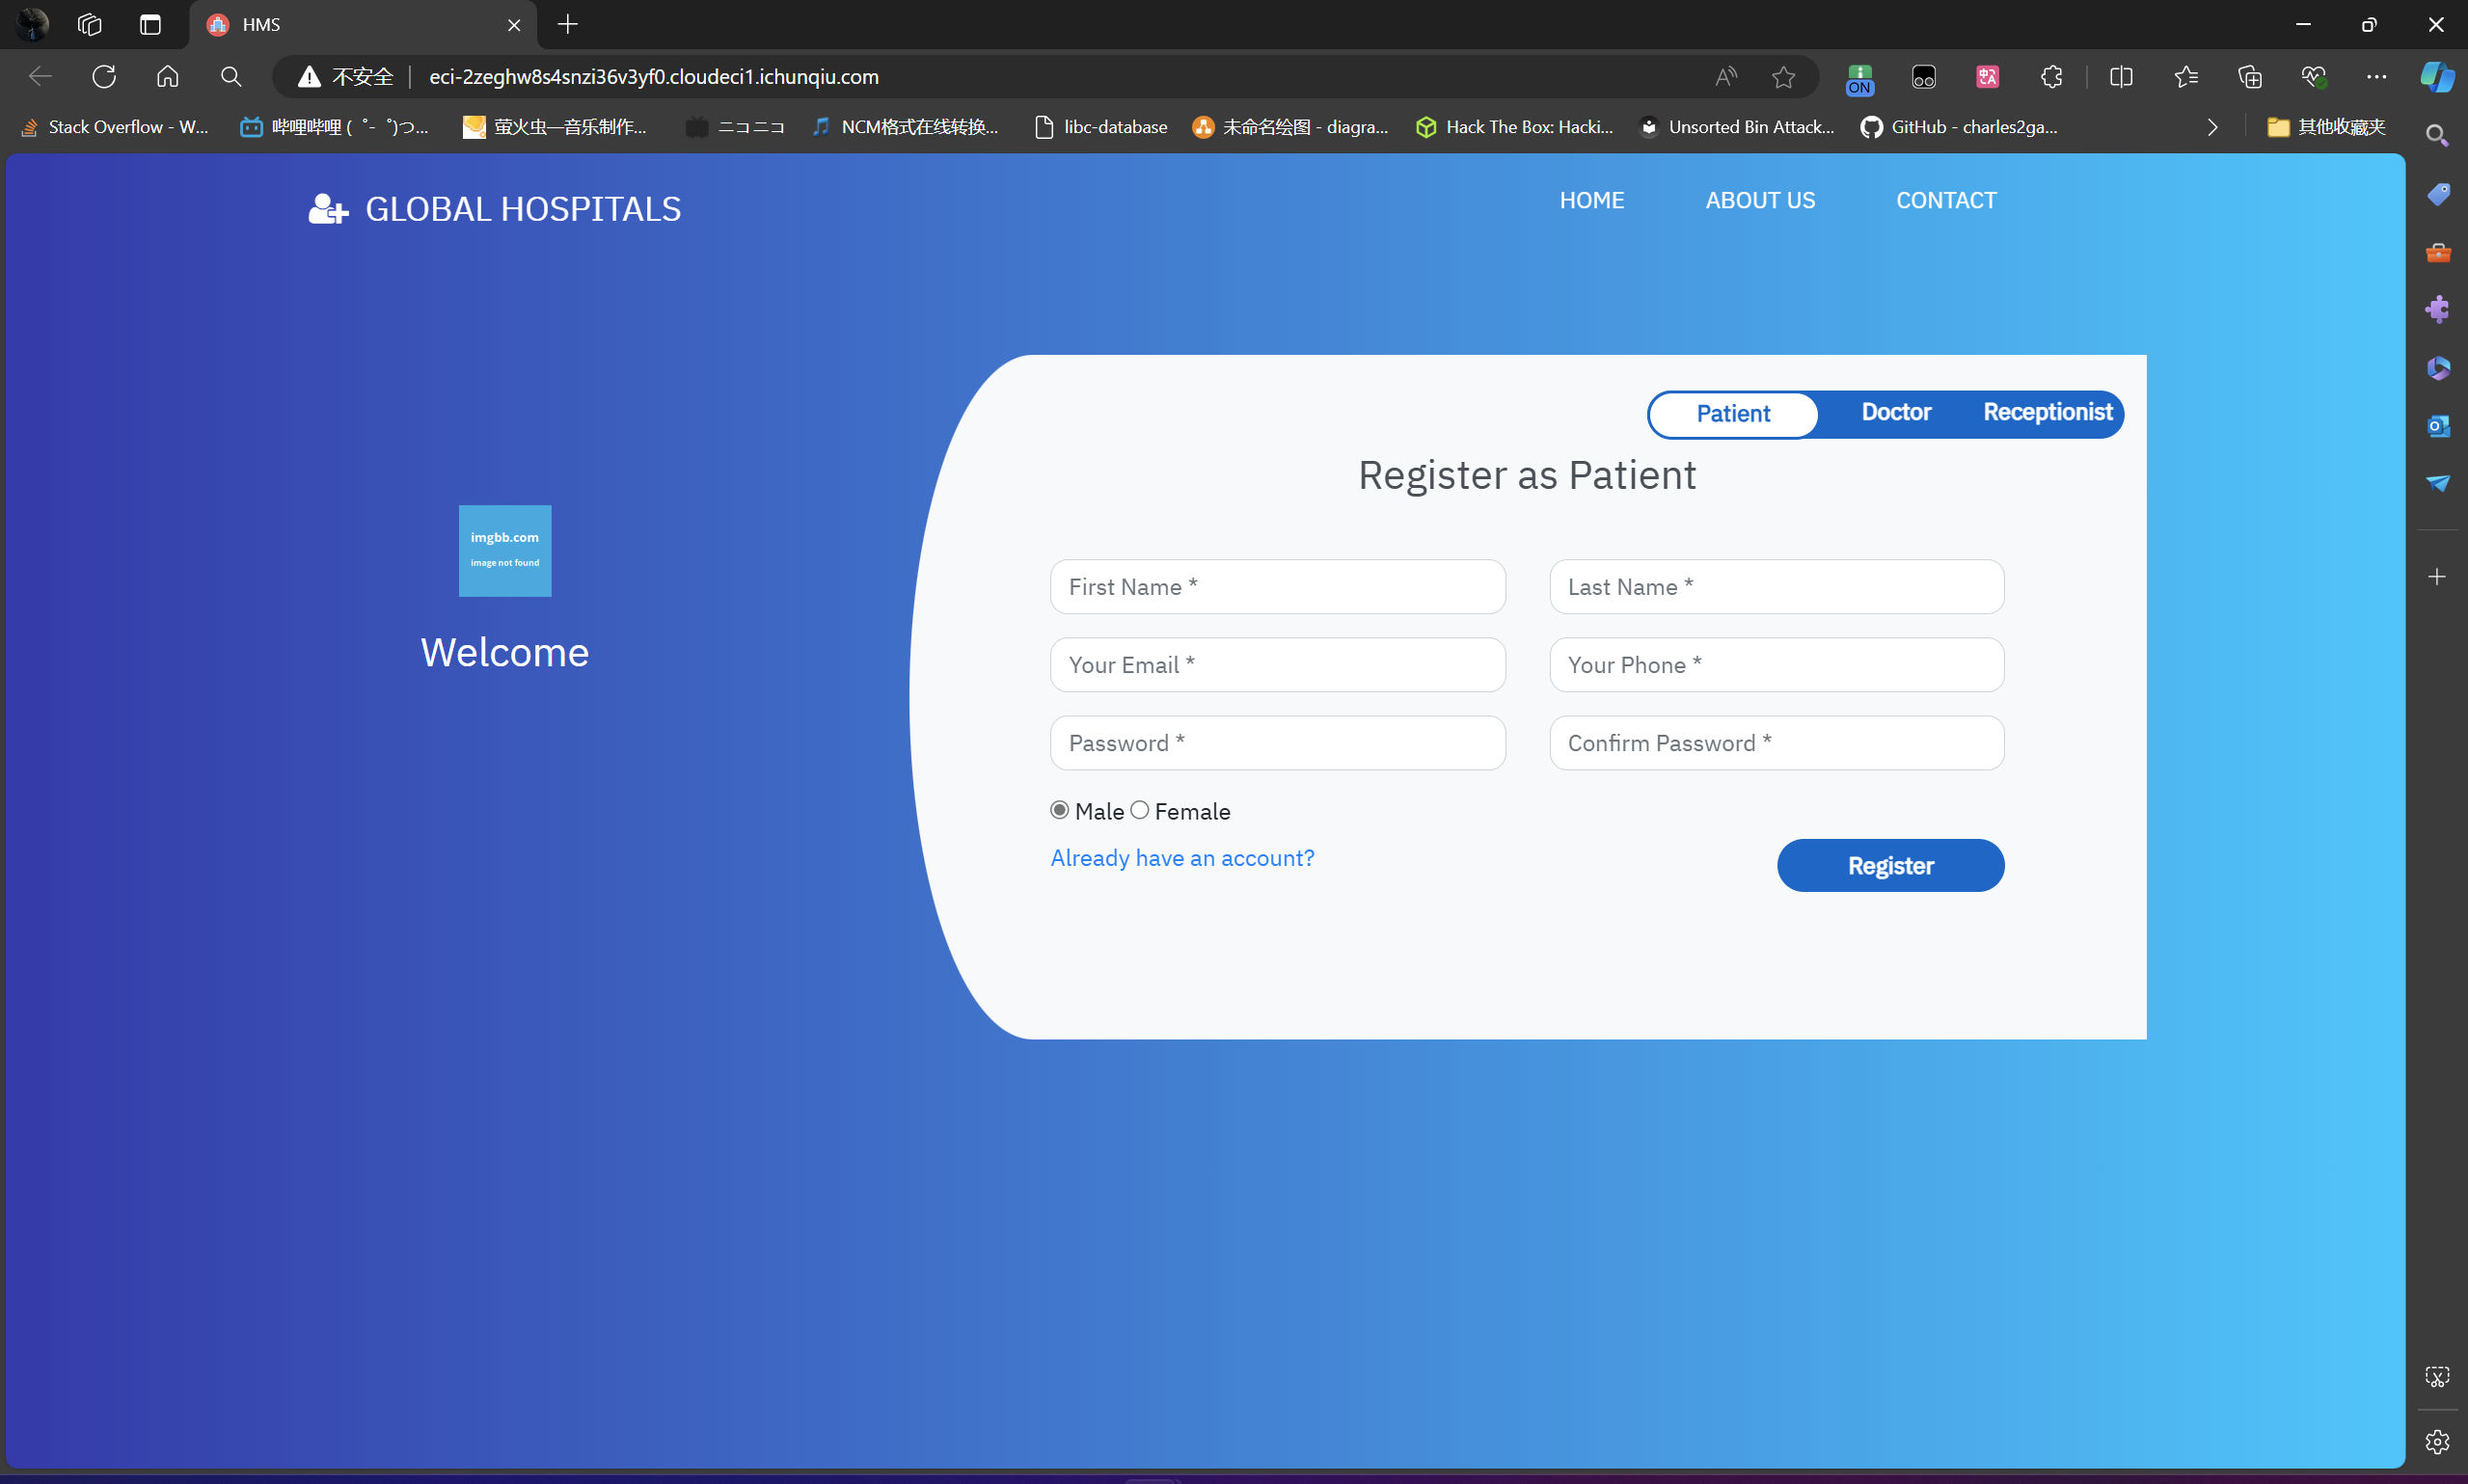 HMS
不安全
eci-2zeghw8s4snzi36v3yf0.cloudeci1.ichunqiu.com
ON
Stack Overflow - W...
哔哩哔哩 ( ゜- ゜)つ...
萤火虫—音乐制作...
ニコニコ
NCM格式在线转换...
libc-database
未命名绘图 - diagra...
Hack The Box: Hacki...
Unsorted Bin Attack...
GitHub - charles2ga...
其他收藏夹
GLOBAL HOSPITALS
HOME
ABOUT US
CONTACT
Patient
Doctor
Receptionist
Register as Patient
imgbb.com
image not found
Welcome
First Name *
Last Name *
Your Email *
Your Phone *
Password *
Confirm Password *
Male
Female
Already have an account?
Register